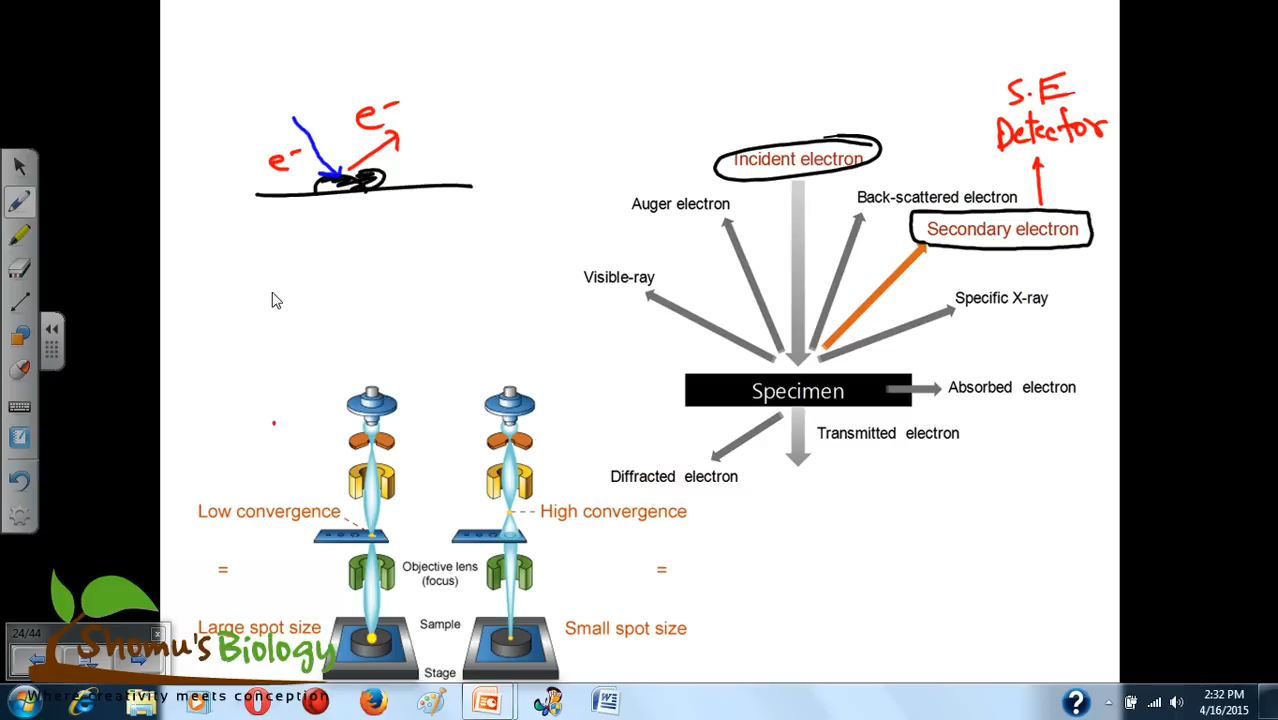 S.E
Detector
e-
e-
Incident electron
Auger electron
Back-scattered electron
Secondary electron
Visible-ray
Specific X-ray
Specimen
Absorbed electron
Transmitted electron
Diffracted electron
Low convergence
High convergence
=
Objective lens
(focus)
=
Large spot size
Sample
Small spot size
Stage
24/44
x
Shomu's Biology
Where creativity meets conception
2:32 PM
4/16/2015